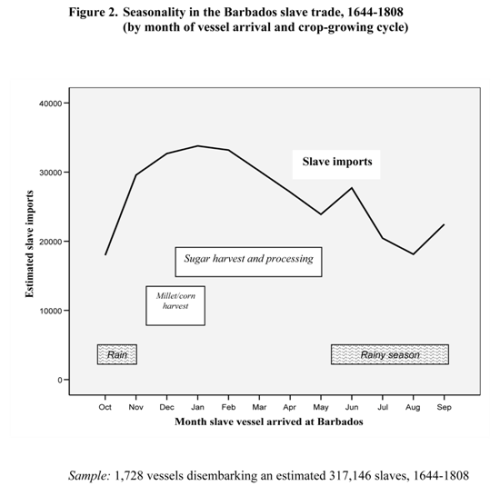 Figure 2. Seasonality in the Barbados slave trade, 1644-1808
(by month of vessel arrival and crop-growing cycle)
40000
Slave imports
30000
Estimated slave imports
20000
Sugar harvest and processing
Millet/corn
harvest
10000
Rain
Rainy season
0
Oct Nov Dec Jan Feb Mar Apr May Jun Jul Aug Sep
Month slave vessel arrived at Barbados
Sample: 1,728 vessels disembarking an estimated 317,146 slaves, 1644-1808